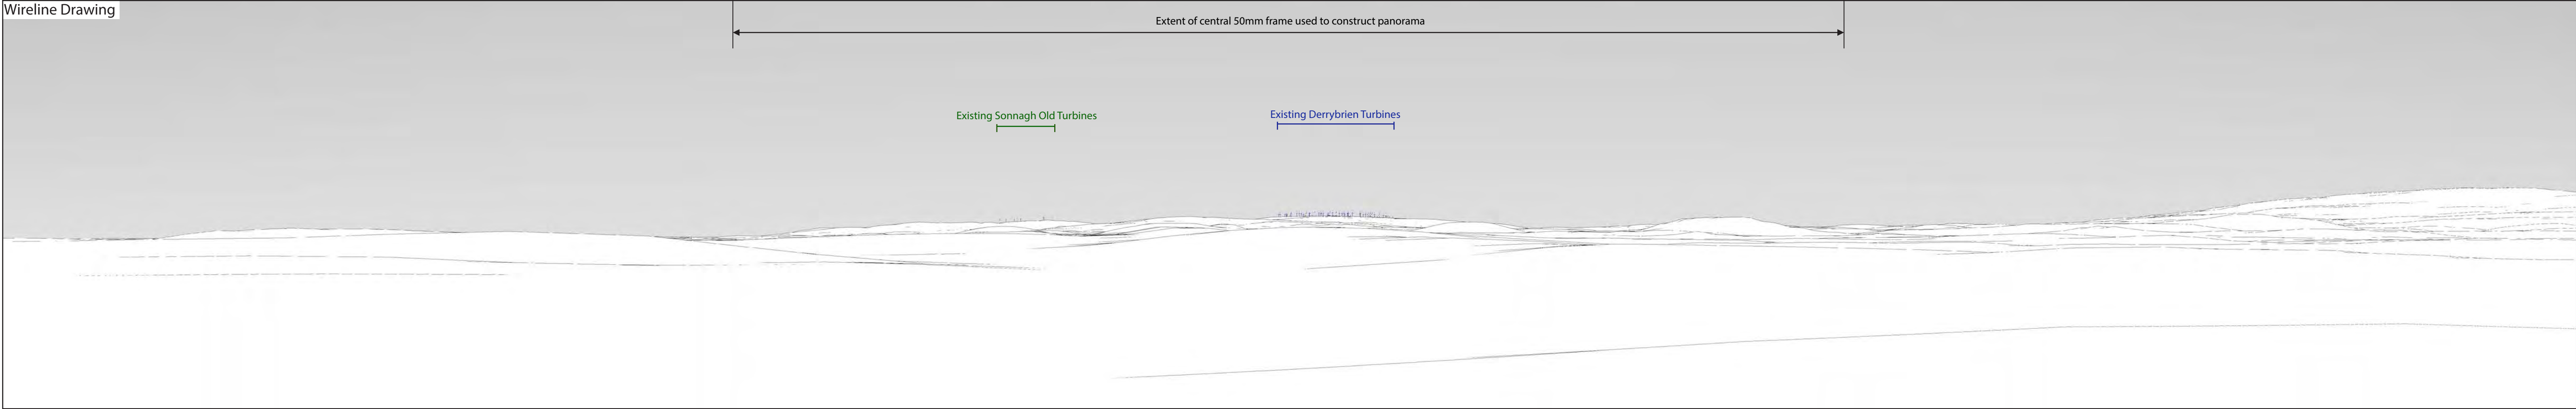 Wireline Drawing
Extent of central 50mm frame used to construct panorama
Existing Sonnagh Old Turbines
Existing Derrybrien Turbines